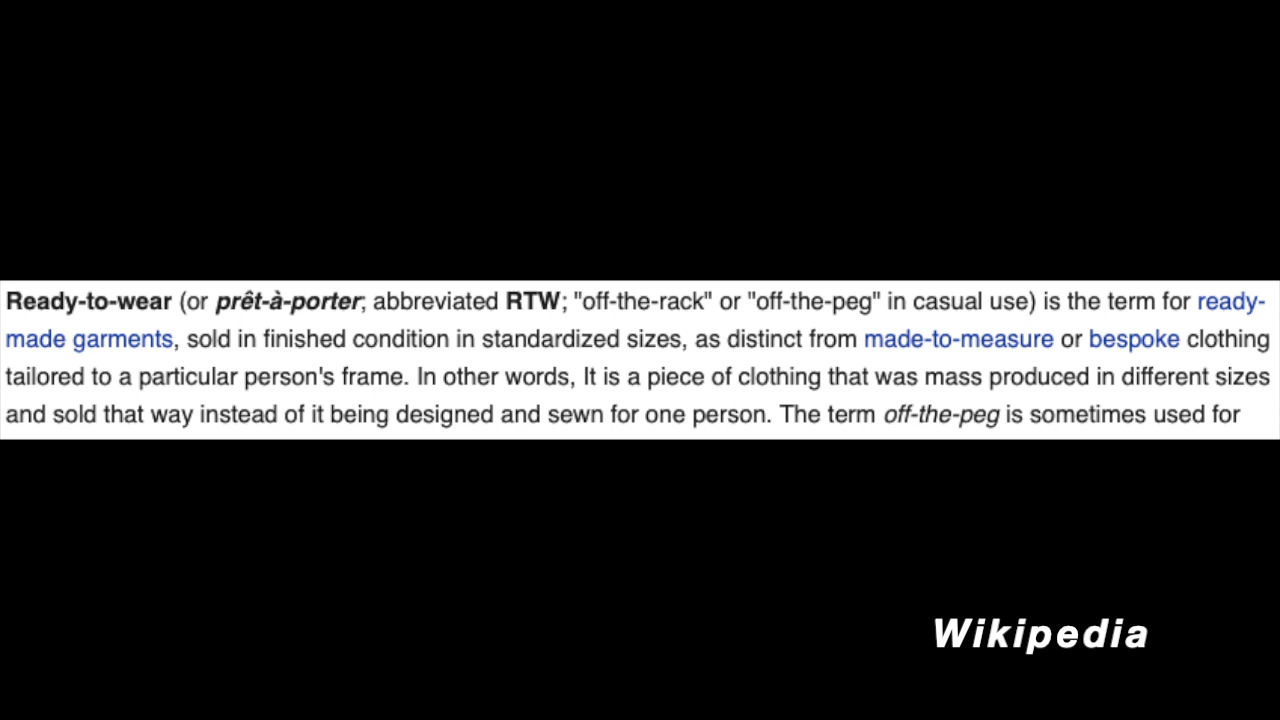 Ready-to-wear (or prêt-à-porter; abbreviated RTW; "off-the-rack" or "off-the-peg" in casual use) is the term for ready-
made garments, sold in finished condition in standardized sizes, as distinct from made-to-measure or bespoke clothing
tailored to a particular person's frame. In other words, It is a piece of clothing that was mass produced in different sizes
and sold that way instead of it being designed and sewn for one person. The term off-the-peg is sometimes used for
Wikipedia